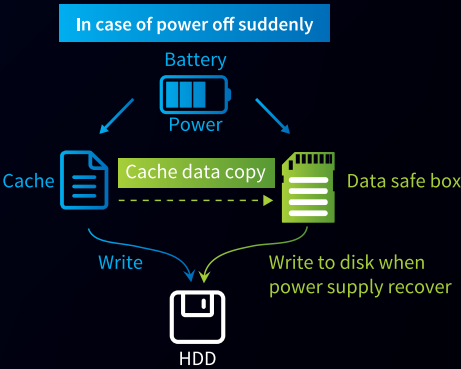 In case of power off suddenly
Battery
Power
Cache
Cache data copy
Data safe box
Write
Write to disk when
power supply recover
HDD